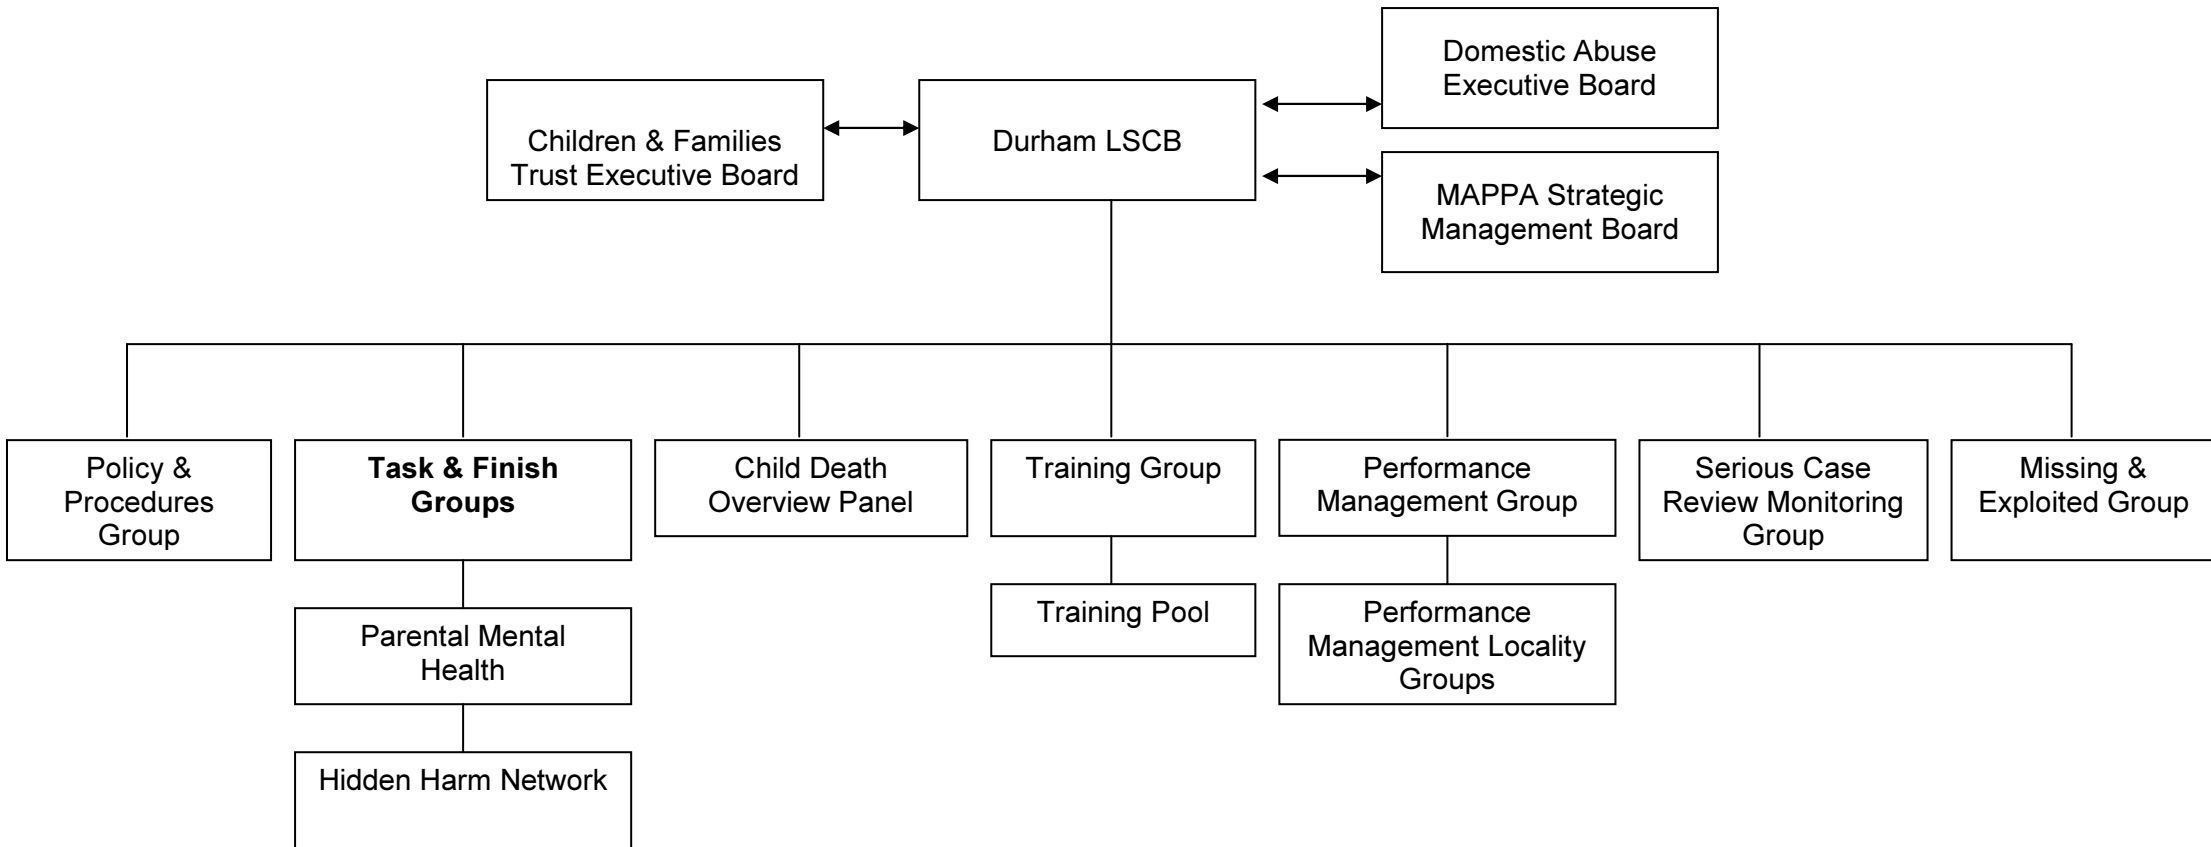 Domestic Abuse
Executive Board
Children & Families
Trust Executive Board
Durham LSCB
MAPPA Strategic
Management Board
Policy &
Procedures
Group
Task & Finish
Groups
Child Death
Overview Panel
Training Group
Performance
Management Group
Serious Case
Review Monitoring
Group
Missing &
Exploited Group
Parental Mental
Health
Training Pool
Performance
Management Locality
Groups
Hidden Harm Network